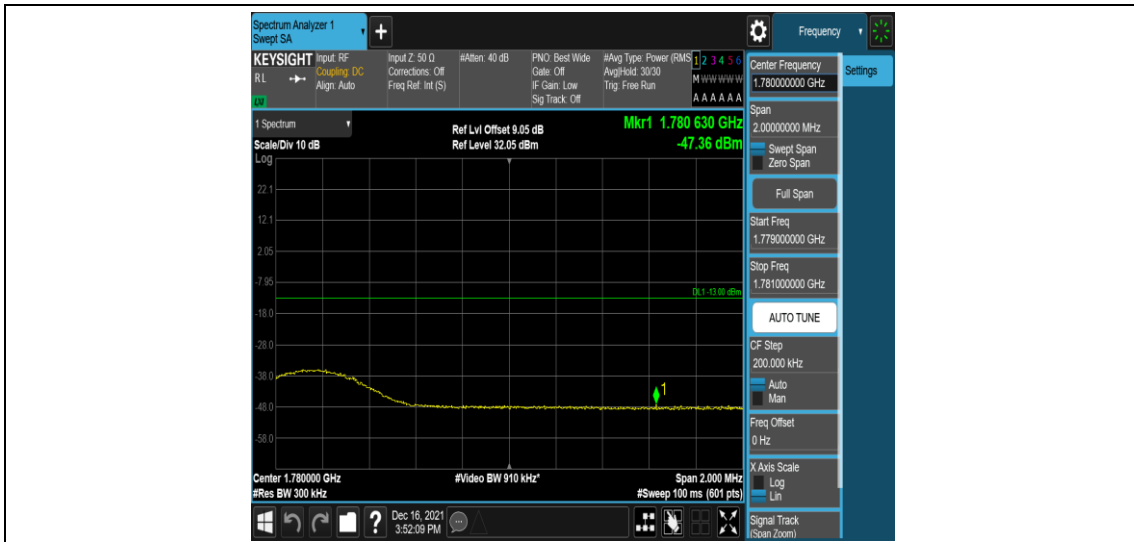 Spectrum Analyzer 1
Swept SA
+
Frequency
KEYSIGHT
RL
LXI
Input: RF
Coupling: DC
Align: Auto
Input Z: 50 Ω
Corrections: Off
Freq Ref: Int (S)
#Atten: 40 dB
PNO: Best Wide
Gate: Off
IF Gain: Low
Sig Track: Off
#Avg Type: Power (RMS
Avg|Hold: 30/30
Trig: Free Run
1 2 3 4 5 6
M W W W W W
A A A A A A
1 Spectrum
Scale/Div 10 dB
Log
Ref Lvl Offset 9.05 dB
Ref Level 32.05 dBm
Mkr1 1.780 630 GHz
-47.36 dBm
22.1
12.1
2.05
-7.95
DL1 -13.00 dBm
-18.0
-28.0
-38.0
1
-48.0
-58.0
Center 1.780000 GHz
#Video BW 910 kHz*
Span 2.000 MHz
#Res BW 300 kHz
#Sweep 100 ms (601 pts)
?
Dec 16, 2021
3:52:09 PM
Center Frequency
1.780000000 GHz
Settings
Span
2.00000000 MHz
Swept Span
Zero Span
Full Span
Start Freq
1.779000000 GHz
Stop Freq
1.781000000 GHz
AUTO TUNE
CF Step
200.000 kHz
Auto
Man
Freq Offset
0 Hz
X Axis Scale
Log
Lin
Signal Track
(Span Zoom)